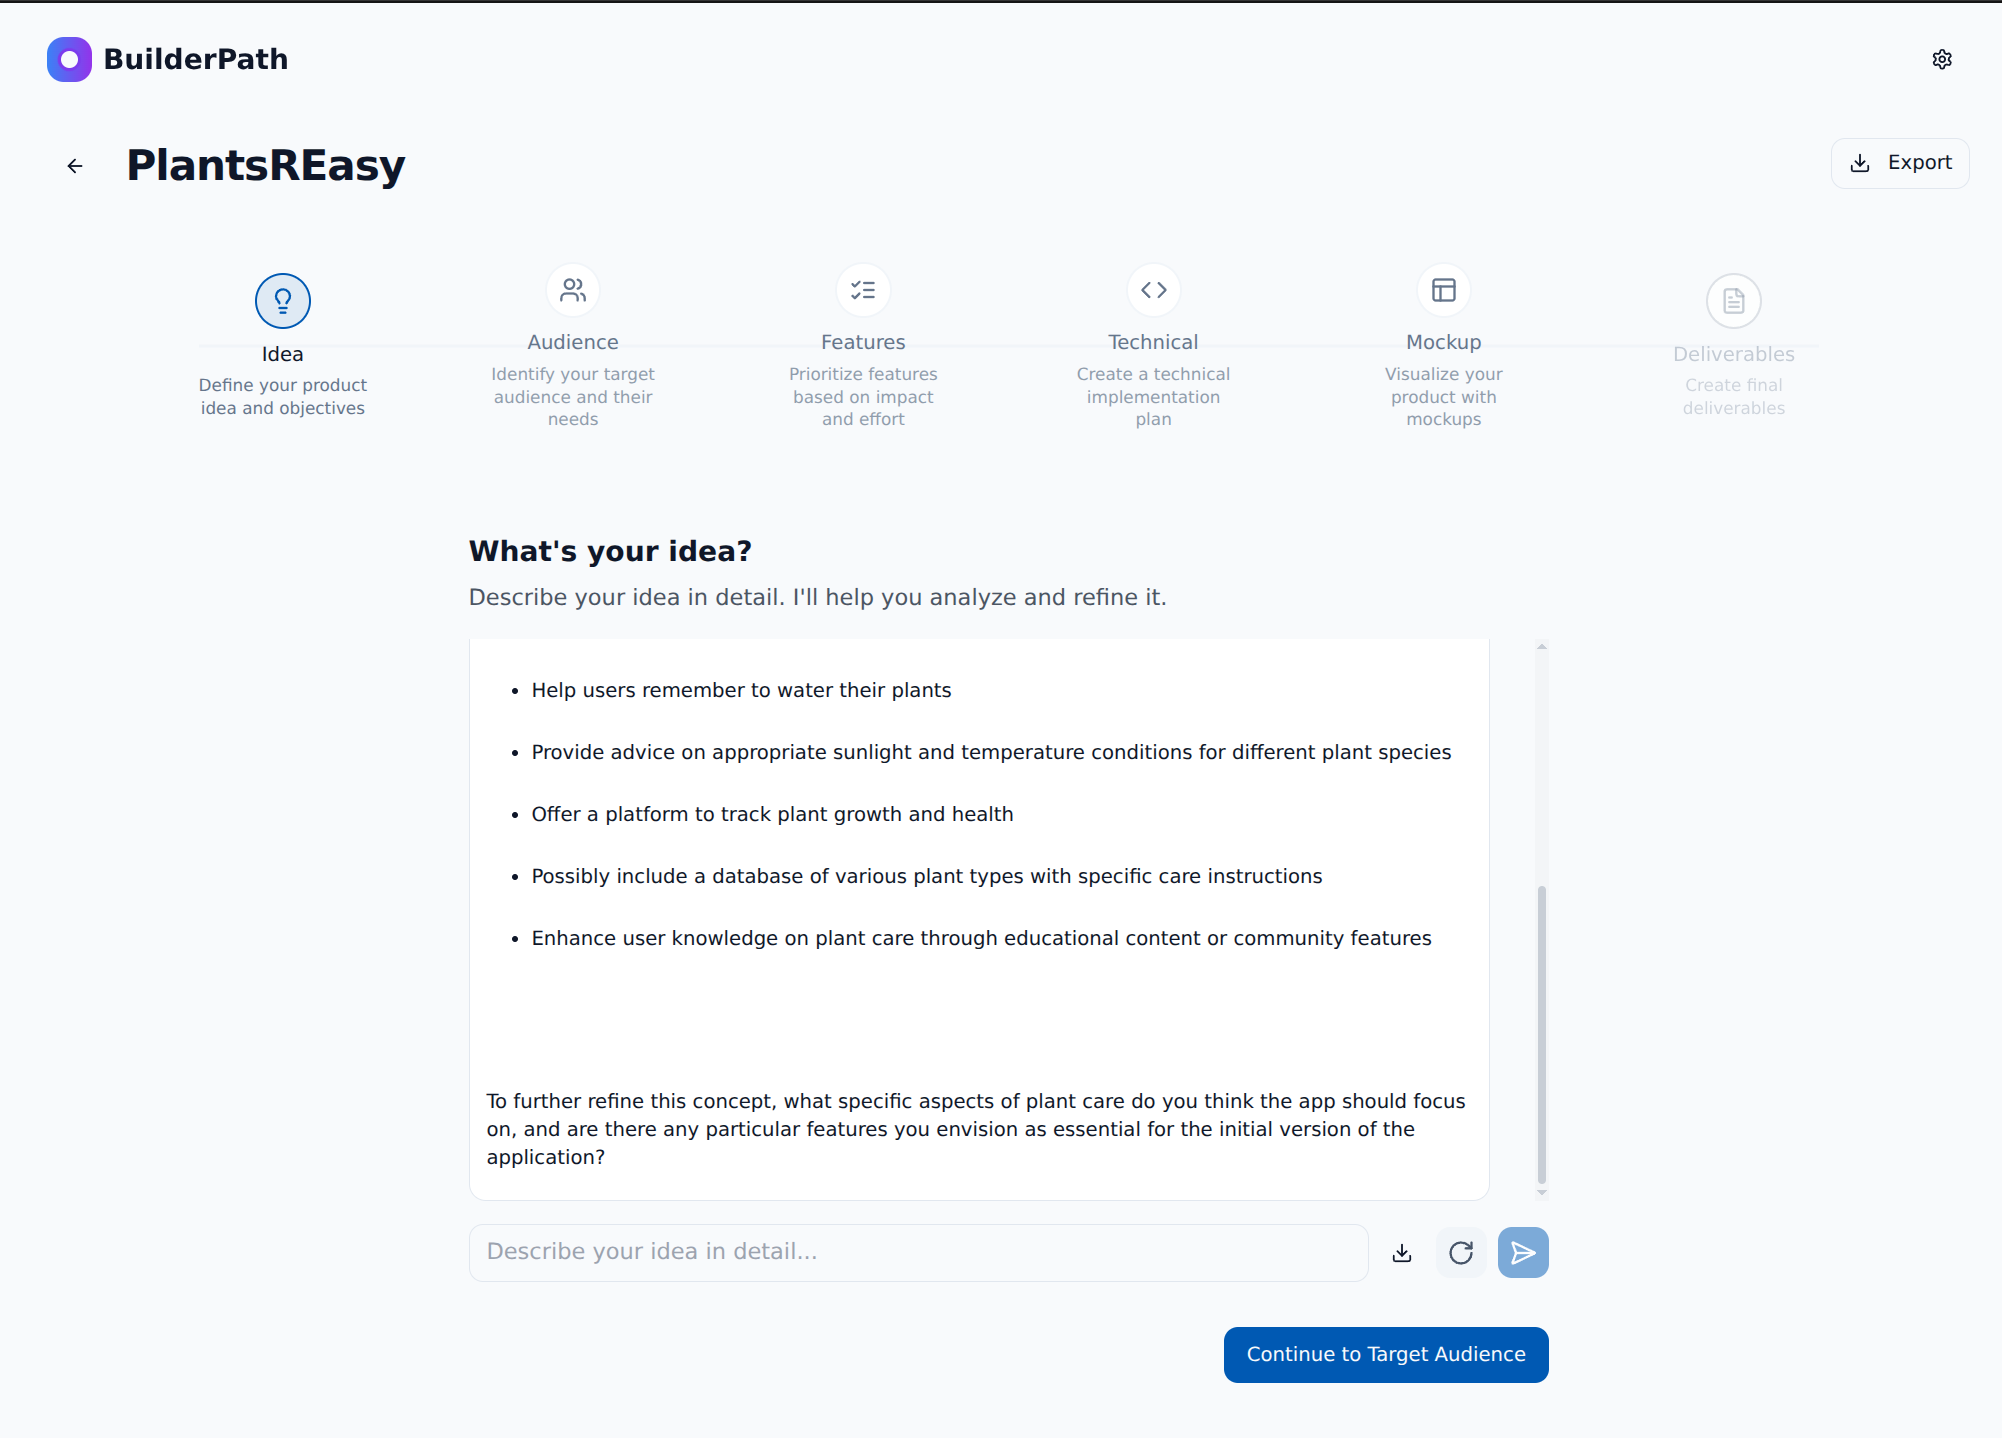 BuilderPath
PlantsREasy
Export
Idea
Define your product
idea and objectives
Audience
Identify your target
audience and their
needs
Features
Prioritize features
based on impact
and effort
Technical
Create a technical
implementation
plan
Mockup
Visualize your
product with
mockups
Deliverables
Create final
deliverables
What's your idea?
Describe your idea in detail. I'll help you analyze and refine it.
• Help users remember to water their plants
• Provide advice on appropriate sunlight and temperature conditions for different plant species
• Offer a platform to track plant growth and health
• Possibly include a database of various plant types with specific care instructions
• Enhance user knowledge on plant care through educational content or community features
To further refine this concept, what specific aspects of plant care do you think the app should focus
on, and are there any particular features you envision as essential for the initial version of the
application?
Describe your idea in detail...
Continue to Target Audience